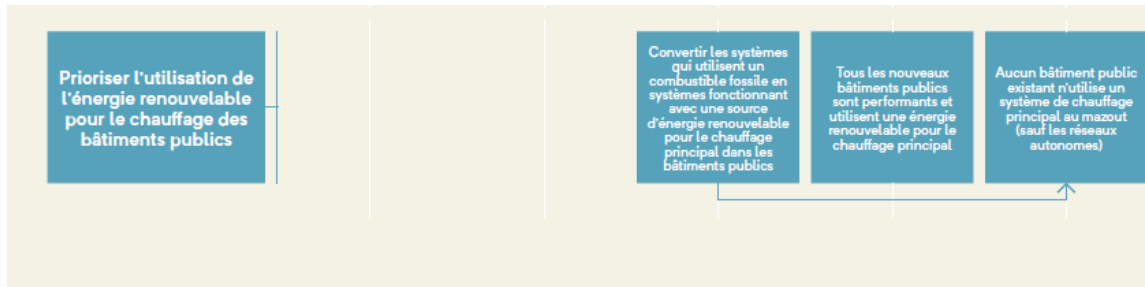 Prioriser l'utilisation de
l'énergie renouvelable
pour le chauffage des
bâtiments publics
Convertir les systèmes
qui utilisent un
combustible fossile en
systèmes fonctionnant
avec une source
d'énergie renouvelable
pour le chauffage
principal dans les
bâtiments publics
Tous les nouveaux
bâtiments publics
sont performants et
utilisent une énergie
renouvelable pour le
chauffage principal
Aucun bâtiment public
existant n'utilise un
système de chauffage
principal au mazout
(sauf les réseaux
autonomes)